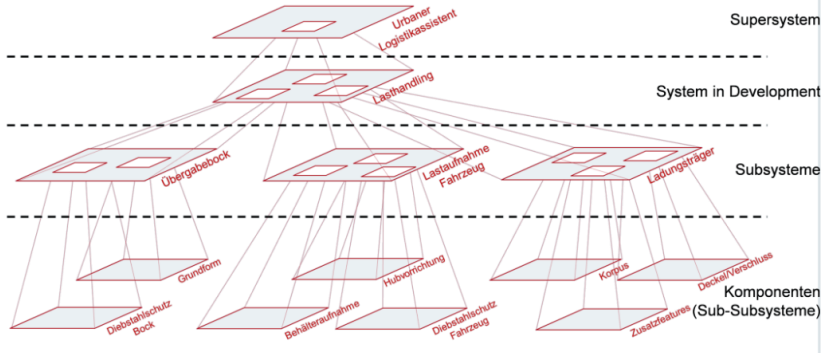 Urbaner
Logistikassistent
Supersystem
Lasthandling
System in Development
Übergabebock
Lastaufnahme
Fahrzeug
Ladungsträger
Subsysteme
Grundform
Hubvorrichtung
Korpus
Deckel/Verschluss
Diebstahlschutz
Bock
Behälteraufnahme
Diebstahlschutz
Fahrzeug
Zusatzfeatures
Komponenten
(Sub-Subsysteme)